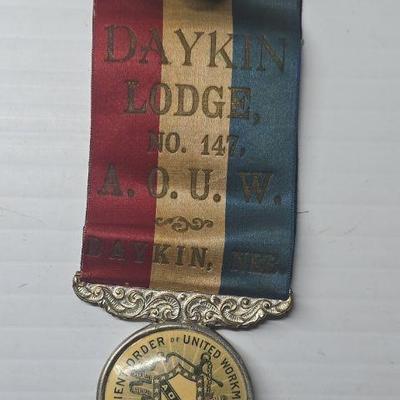 DAYKIN
LODGE,
NO. 147,
A. O. U. W.
DAYKIN, NEB.
ORDER OF UNITED WORKM